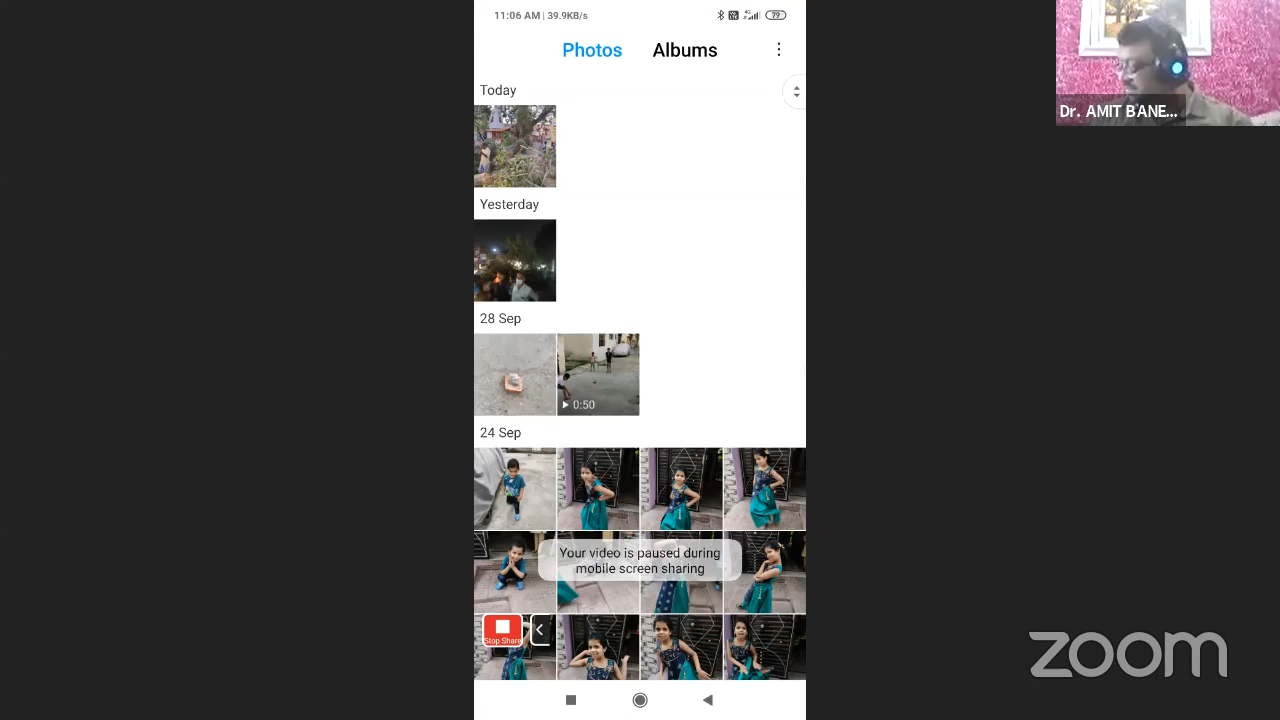 11:06 AM | 39.9KB/s
79
Photos
Albums
Today
Yesterday
28 Sep
0:50
24 Sep
Your video is paused during
mobile screen sharing
Stop Share
Dr. AMIT BANE...
zoom